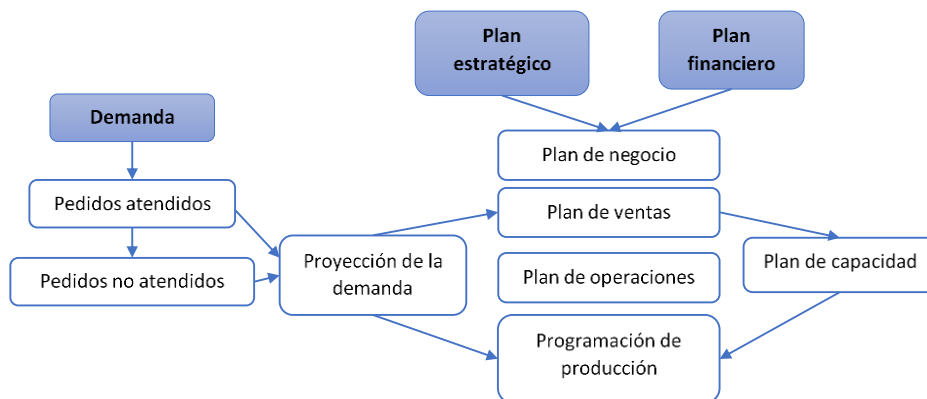 Plan
estratégico
Plan
financiero
Demanda
Plan de negocio
Pedidos atendidos
Plan de ventas
Proyección de la
demanda
Plan de capacidad
Pedidos no atendidos
Plan de operaciones
Programación de
producción